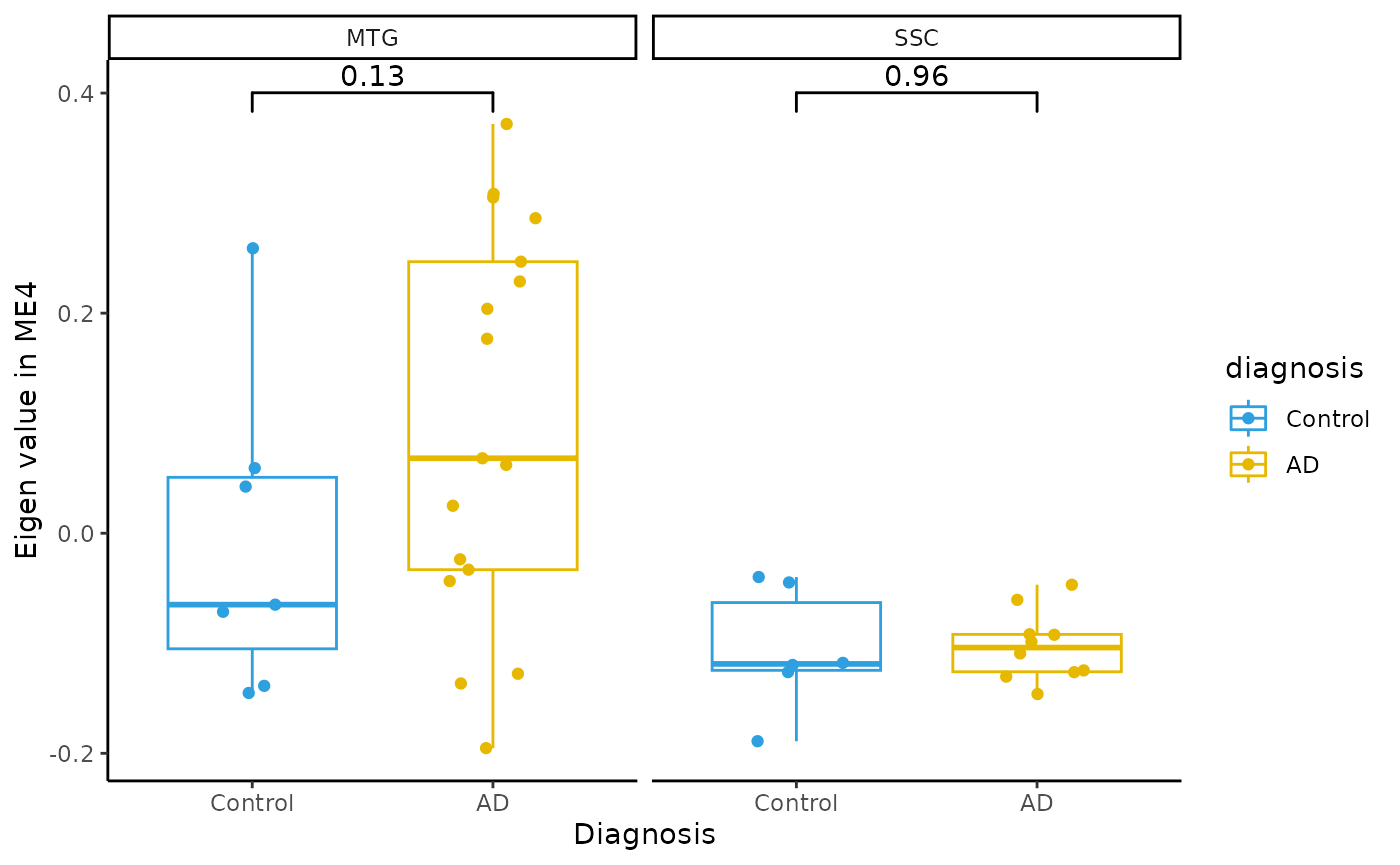 MTG
SSC
0.13
0.96
0.4
0.2
0.0
-0.2
Eigen value in ME4
Control
AD
Control
AD
Diagnosis
diagnosis
Control
AD